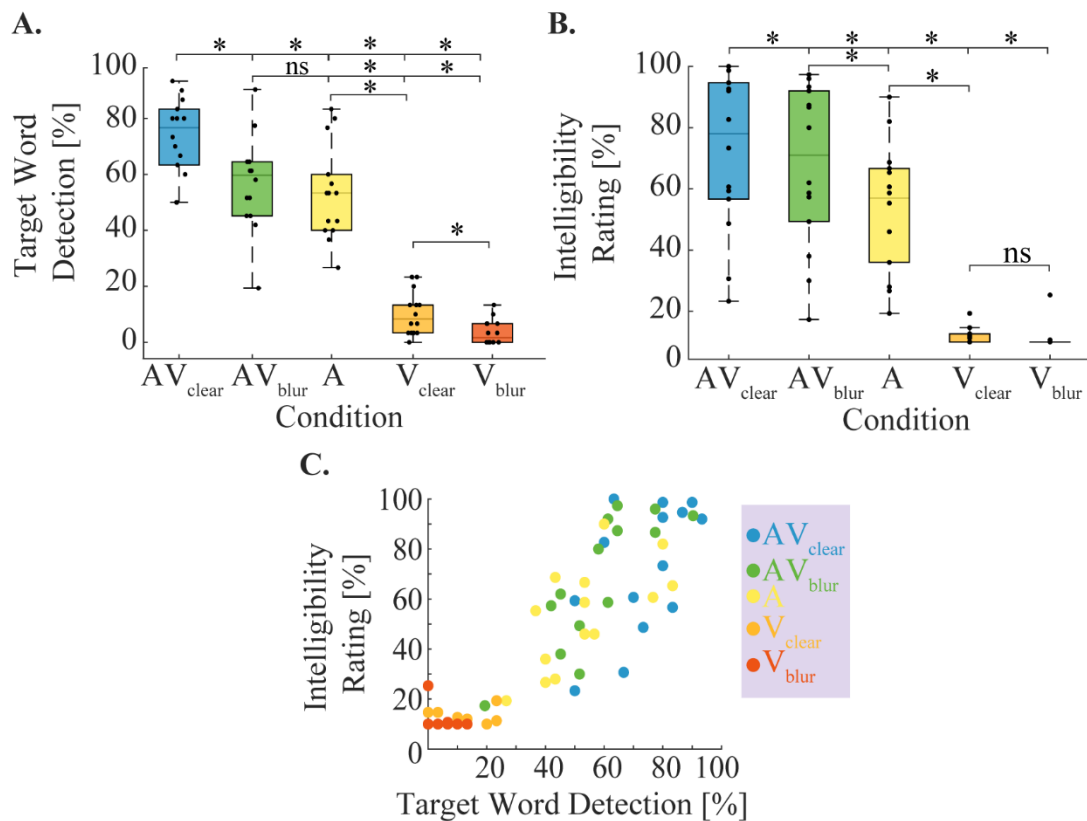 A.
* * * *
ns * *
*
*
Target Word
Detection [%]
100
80
60
40
20
0
AVclear AVblur A Vclear Vblur
Condition
B.
* * * *
*
*
ns
Intelligibility
Rating [%]
100
80
60
40
20
0
AVclear AVblur A Vclear Vblur
Condition
C.
Intelligibility
Rating [%]
100
80
60
40
20
0
20 40 60 80 100
Target Word Detection [%]
AVclear
AVblur
A
Vclear
Vblur